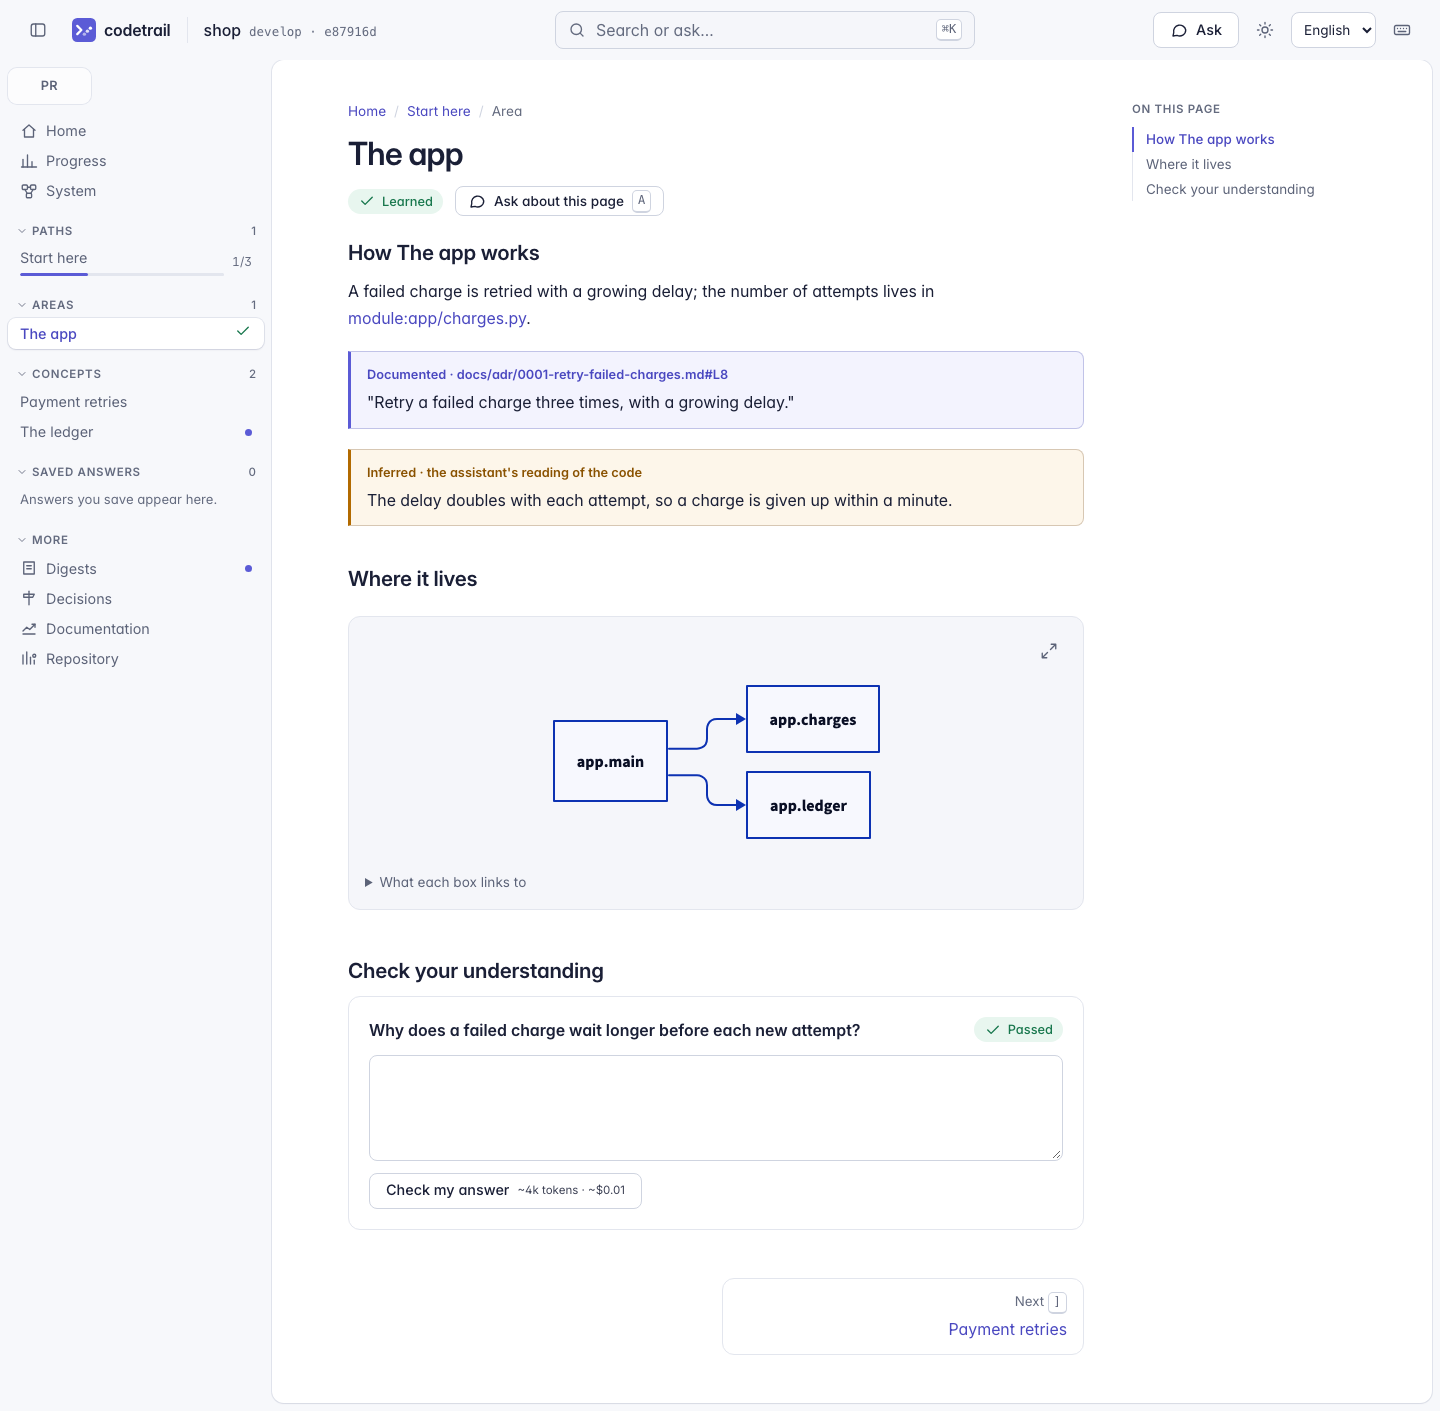 codetrail
shop develop · e87916d
Search or ask… ⌘K
Ask
English
PR
Home
Progress
System
PATHS 1
Start here 1/3
AREAS 1
The app
CONCEPTS 2
Payment retries
The ledger
SAVED ANSWERS 0
Answers you save appear here.
MORE
Digests
Decisions
Documentation
Repository
Home / Start here / Area
The app
Learned
Ask about this page A
How The app works
A failed charge is retried with a growing delay; the number of attempts lives in
module:app/charges.py.
Documented · docs/adr/0001-retry-failed-charges.md#L8
"Retry a failed charge three times, with a growing delay."
Inferred · the assistant's reading of the code
The delay doubles with each attempt, so a charge is given up within a minute.
Where it lives
app.main
app.charges
app.ledger
What each box links to
Check your understanding
Why does a failed charge wait longer before each new attempt?
Passed
Check my answer ~4k tokens · ~$0.01
Next ]
Payment retries
ON THIS PAGE
How The app works
Where it lives
Check your understanding